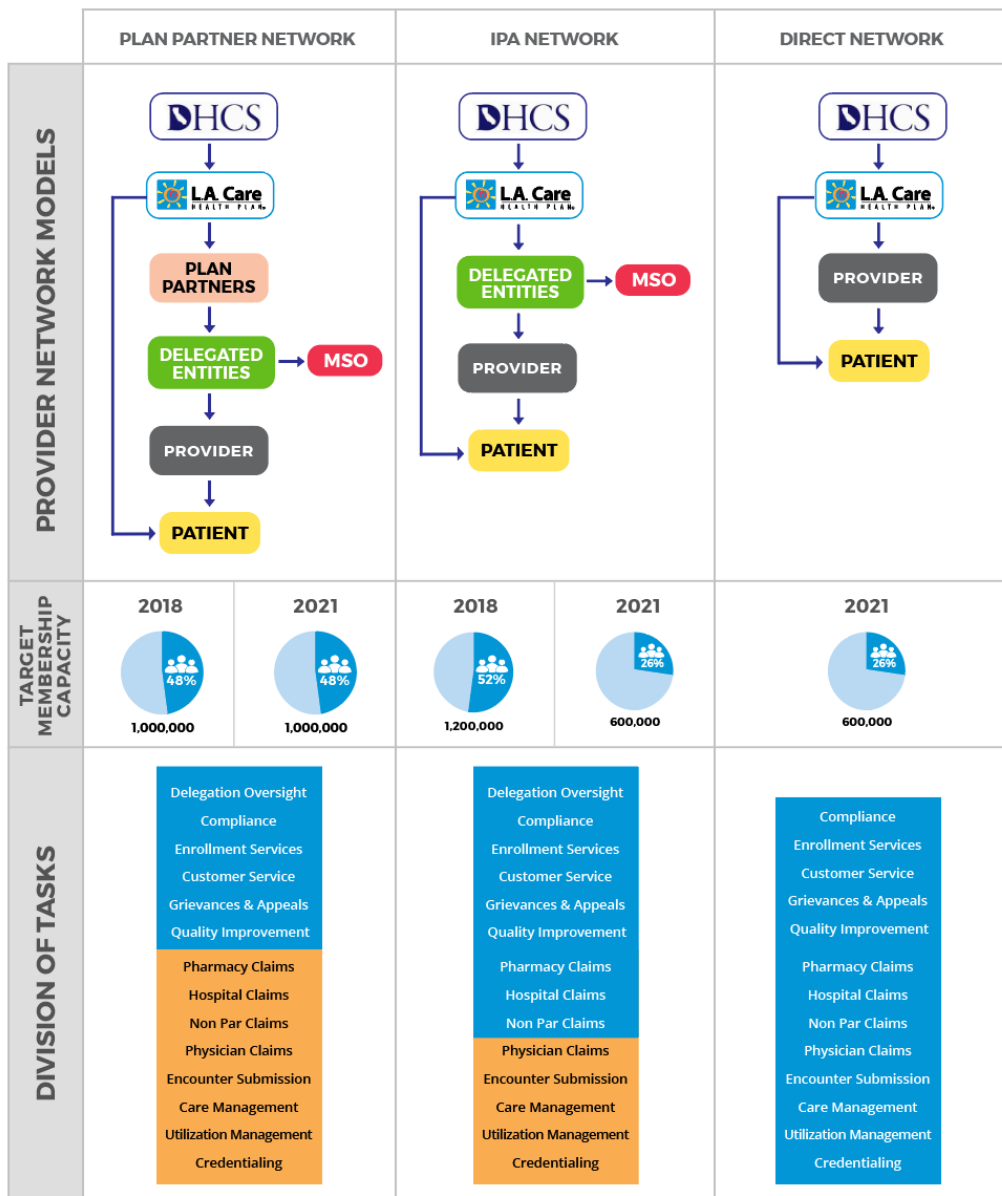 PLAN PARTNER NETWORK
IPA NETWORK
DIRECT NETWORK
PROVIDER NETWORK MODELS
DHCS
L.A. Care
HEALTH PLAN®
PLAN
PARTNERS
DELEGATED
ENTITIES
MSO
PROVIDER
PATIENT
DHCS
L.A. Care
HEALTH PLAN®
DELEGATED
ENTITIES
MSO
PROVIDER
PATIENT
DHCS
L.A. Care
HEALTH PLAN®
PROVIDER
PATIENT
TARGET
MEMBERSHIP
CAPACITY
2018
48%
1,000,000
2021
48%
1,000,000
2018
52%
1,200,000
2021
26%
600,000
2021
26%
600,000
DIVISION OF TASKS
Delegation Oversight
Compliance
Enrollment Services
Customer Service
Grievances & Appeals
Quality Improvement
Pharmacy Claims
Hospital Claims
Non Par Claims
Physician Claims
Encounter Submission
Care Management
Utilization Management
Credentialing
Delegation Oversight
Compliance
Enrollment Services
Customer Service
Grievances & Appeals
Quality Improvement
Pharmacy Claims
Hospital Claims
Non Par Claims
Physician Claims
Encounter Submission
Care Management
Utilization Management
Credentialing
Compliance
Enrollment Services
Customer Service
Grievances & Appeals
Quality Improvement
Pharmacy Claims
Hospital Claims
Non Par Claims
Physician Claims
Encounter Submission
Care Management
Utilization Management
Credentialing